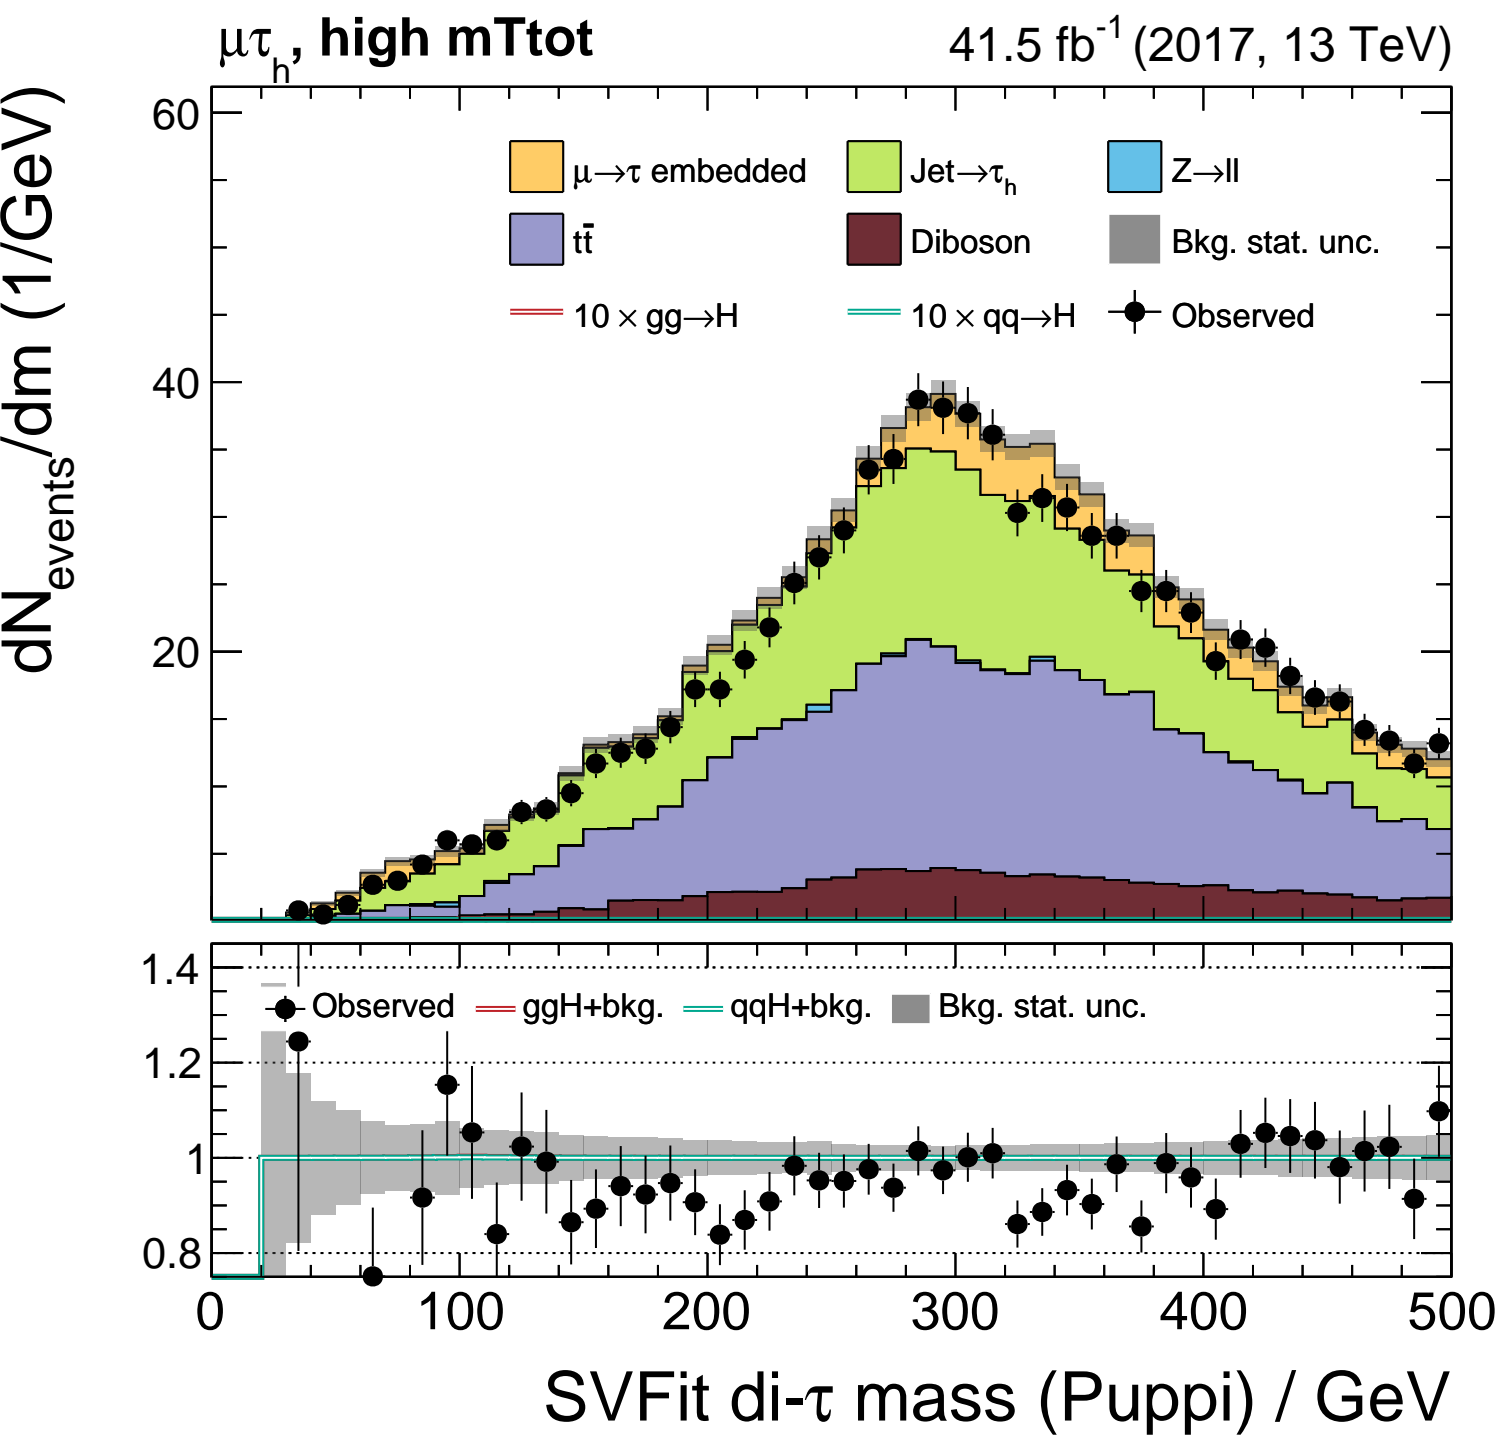 μτh, high mTtot 41.5 fb-1 (2017, 13 TeV)
dNevents/dm (1/GeV)
60
40
20
μ→τ embedded Jet→τh Z→ll
tt̄ Diboson Bkg. stat. unc.
10 × gg→H 10 × qq→H Observed
1.4
1.2
1
0.8
Observed ggH+bkg. qqH+bkg. Bkg. stat. unc.
0 100 200 300 400 500
SVFit di-τ mass (Puppi) / GeV